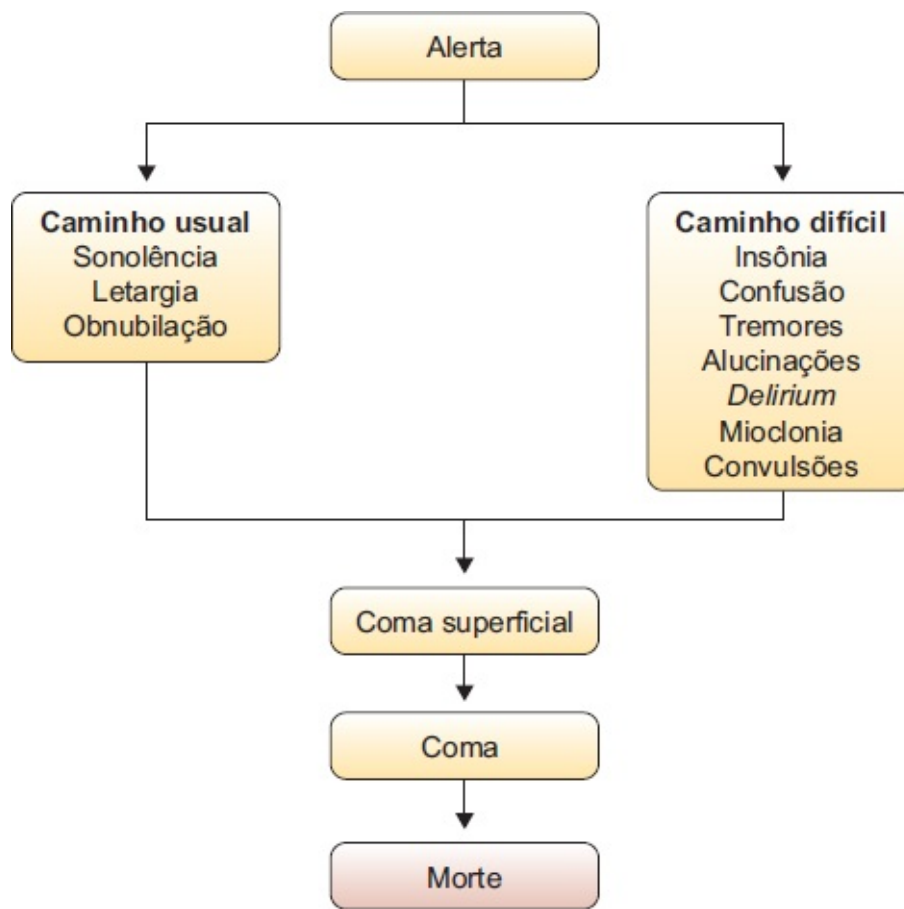 Alerta
Caminho usual
Sonolência
Letargia
Obnubilação
Caminho difícil
Insônia
Confusão
Tremores
Alucinações
Delirium
Mioclonia
Convulsões
Coma superficial
Coma
Morte